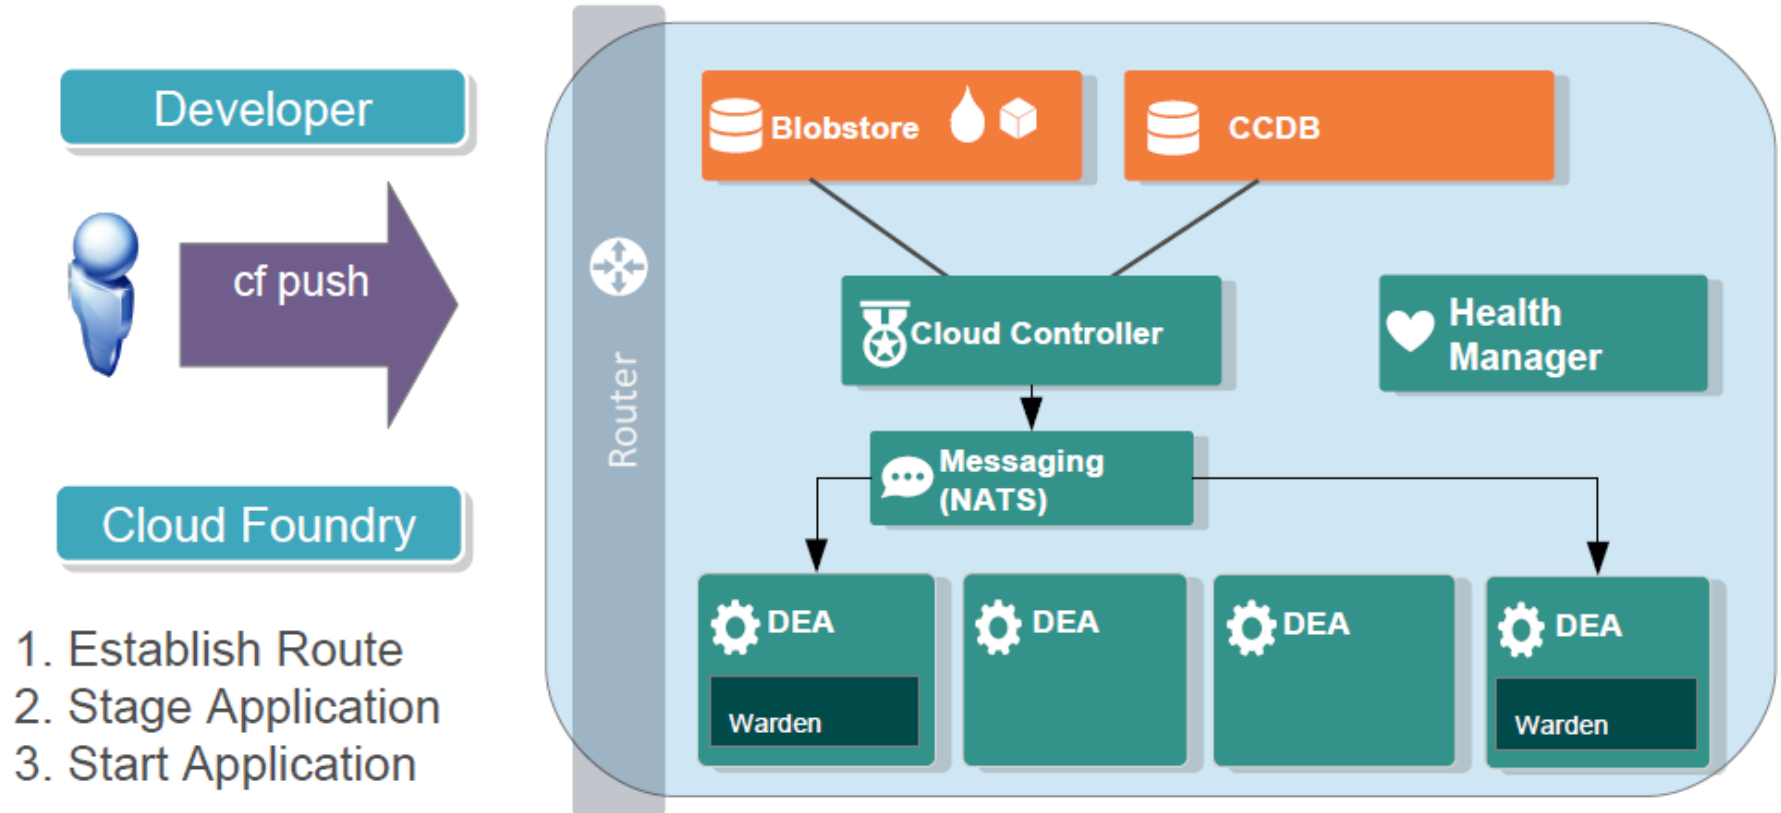 Developer
cf push
Cloud Foundry
1. Establish Route
2. Stage Application
3. Start Application
Router
Blobstore
CCDB
Cloud Controller
Health
Manager
Messaging
(NATS)
DEA
Warden
DEA
DEA
DEA
Warden